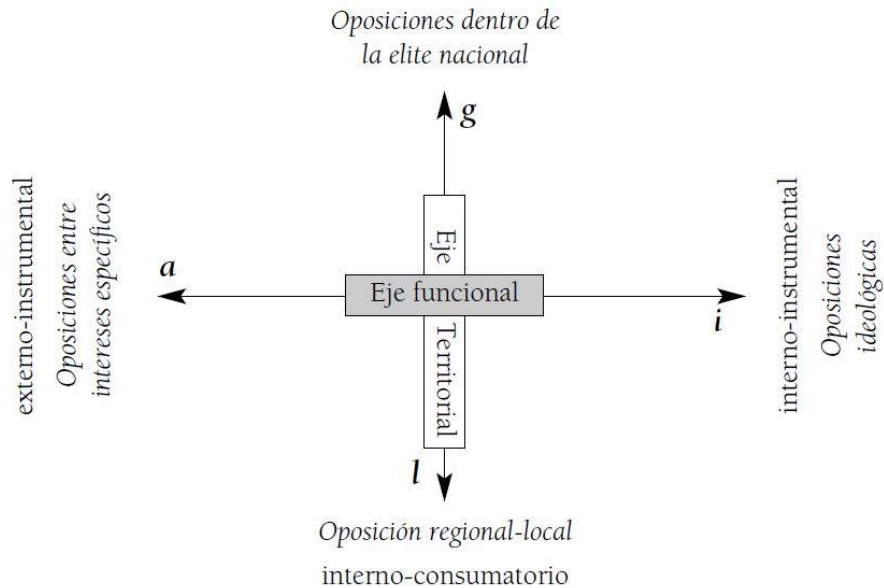 Oposiciones dentro de
la elite nacional
g
externo-instrumental
Oposiciones entre
intereses específicos
a
Eje
Eje funcional
Territorial
i
interno-instrumental
Oposiciones
ideológicas
l
Oposición regional-local
interno-consumatorio